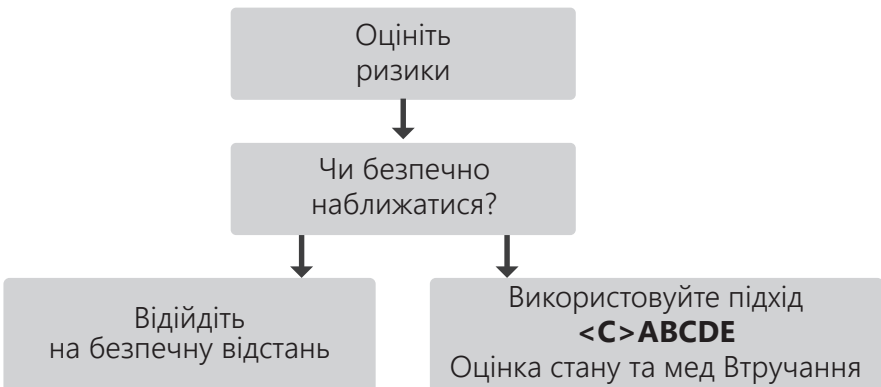 Оцініть
ризики
Чи безпечно
наближатися?
Відійдіть
на безпечну відстань
Використовуйте підхід
<C>ABCDE
Оцінка стану та мед Втручання